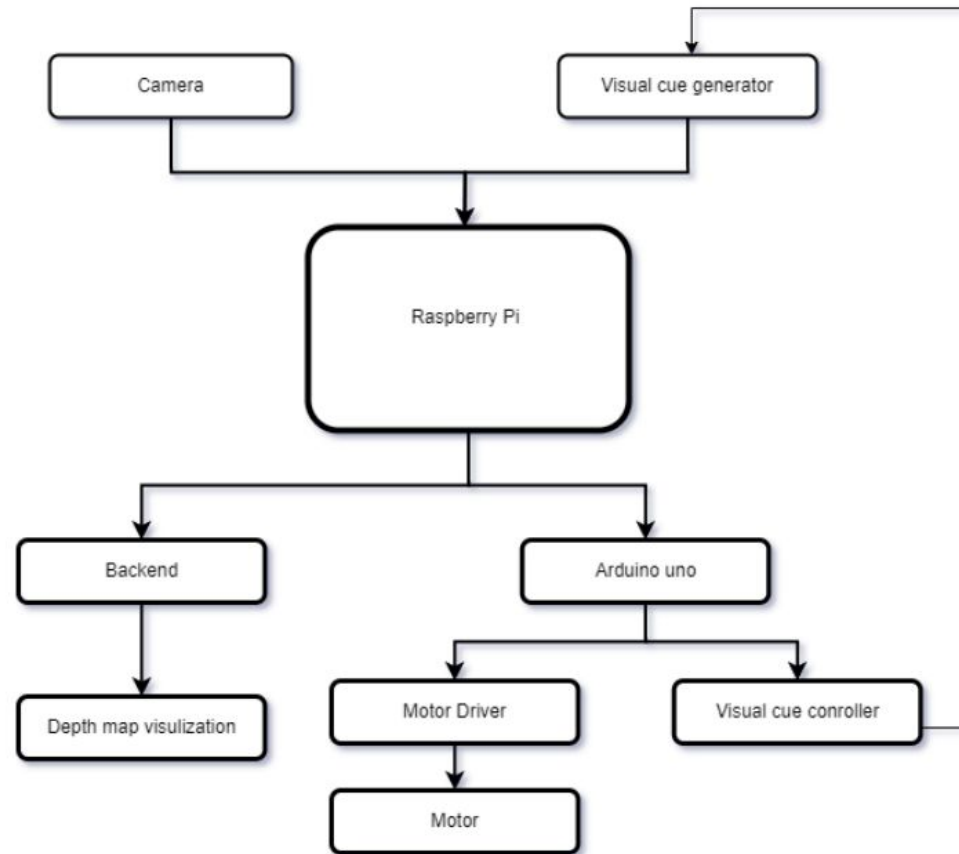 Camera
Visual cue generator
Raspberry Pi
Backend
Arduino uno
Depth map visulization
Motor Driver
Visual cue conroller
Motor